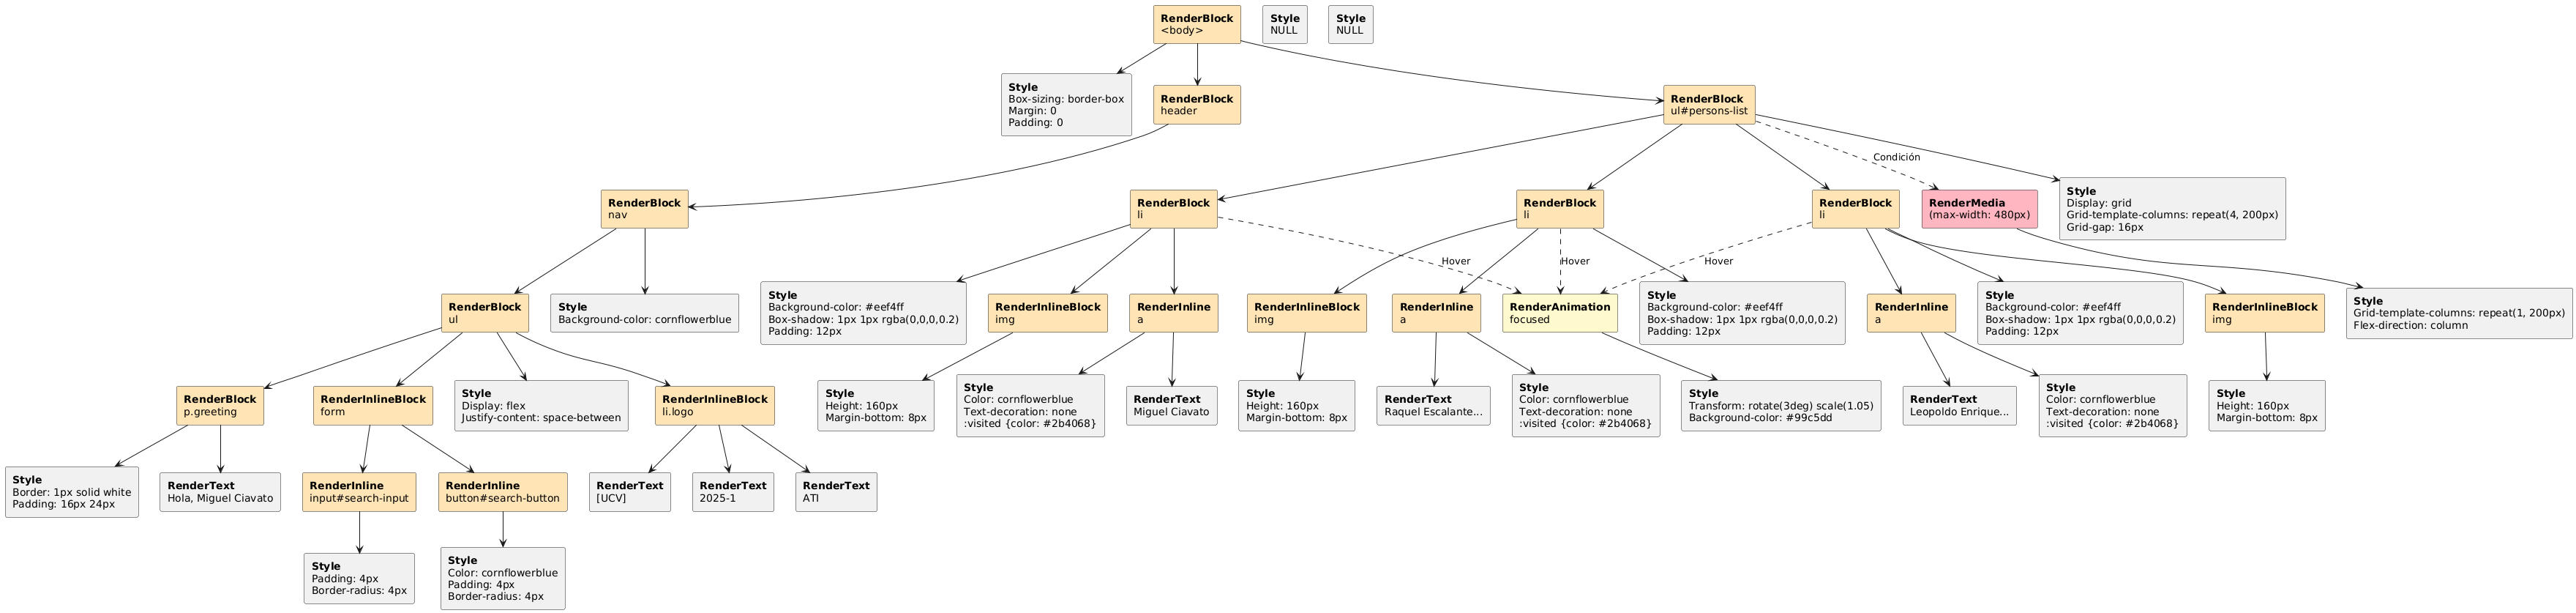 RenderBlock
<body>
Style
NULL
Style
NULL
Style
Box-sizing: border-box
Margin: 0
Padding: 0
RenderBlock
header
RenderBlock
ul#persons-list
Condición
RenderBlock
nav
RenderBlock
li
RenderBlock
li
RenderBlock
li
RenderMedia
(max-width: 480px)
Style
Display: grid
Grid-template-columns: repeat(4, 200px)
Grid-gap: 16px
Hover
Hover
Hover
RenderBlock
ul
Style
Background-color: cornflowerblue
Style
Background-color: #eef4ff
Box-shadow: 1px 1px rgba(0,0,0,0.2)
Padding: 12px
RenderInlineBlock
img
RenderInline
a
RenderInlineBlock
img
RenderInline
a
RenderAnimation
focused
Style
Background-color: #eef4ff
Box-shadow: 1px 1px rgba(0,0,0,0.2)
Padding: 12px
RenderInline
a
Style
Background-color: #eef4ff
Box-shadow: 1px 1px rgba(0,0,0,0.2)
Padding: 12px
RenderInlineBlock
img
Style
Grid-template-columns: repeat(1, 200px)
Flex-direction: column
RenderBlock
p.greeting
RenderInlineBlock
form
Style
Display: flex
Justify-content: space-between
RenderInlineBlock
li.logo
Style
Height: 160px
Margin-bottom: 8px
Style
Color: cornflowerblue
Text-decoration: none
:visited {color: #2b4068}
RenderText
Miguel Ciavato
Style
Height: 160px
Margin-bottom: 8px
RenderText
Raquel Escalante...
Style
Color: cornflowerblue
Text-decoration: none
:visited {color: #2b4068}
Style
Transform: rotate(3deg) scale(1.05)
Background-color: #99c5dd
RenderText
Leopoldo Enrique...
Style
Color: cornflowerblue
Text-decoration: none
:visited {color: #2b4068}
Style
Height: 160px
Margin-bottom: 8px
Style
Border: 1px solid white
Padding: 16px 24px
RenderText
Hola, Miguel Ciavato
RenderInline
input#search-input
RenderInline
button#search-button
RenderText
[UCV]
RenderText
2025-1
RenderText
ATI
Style
Padding: 4px
Border-radius: 4px
Style
Color: cornflowerblue
Padding: 4px
Border-radius: 4px